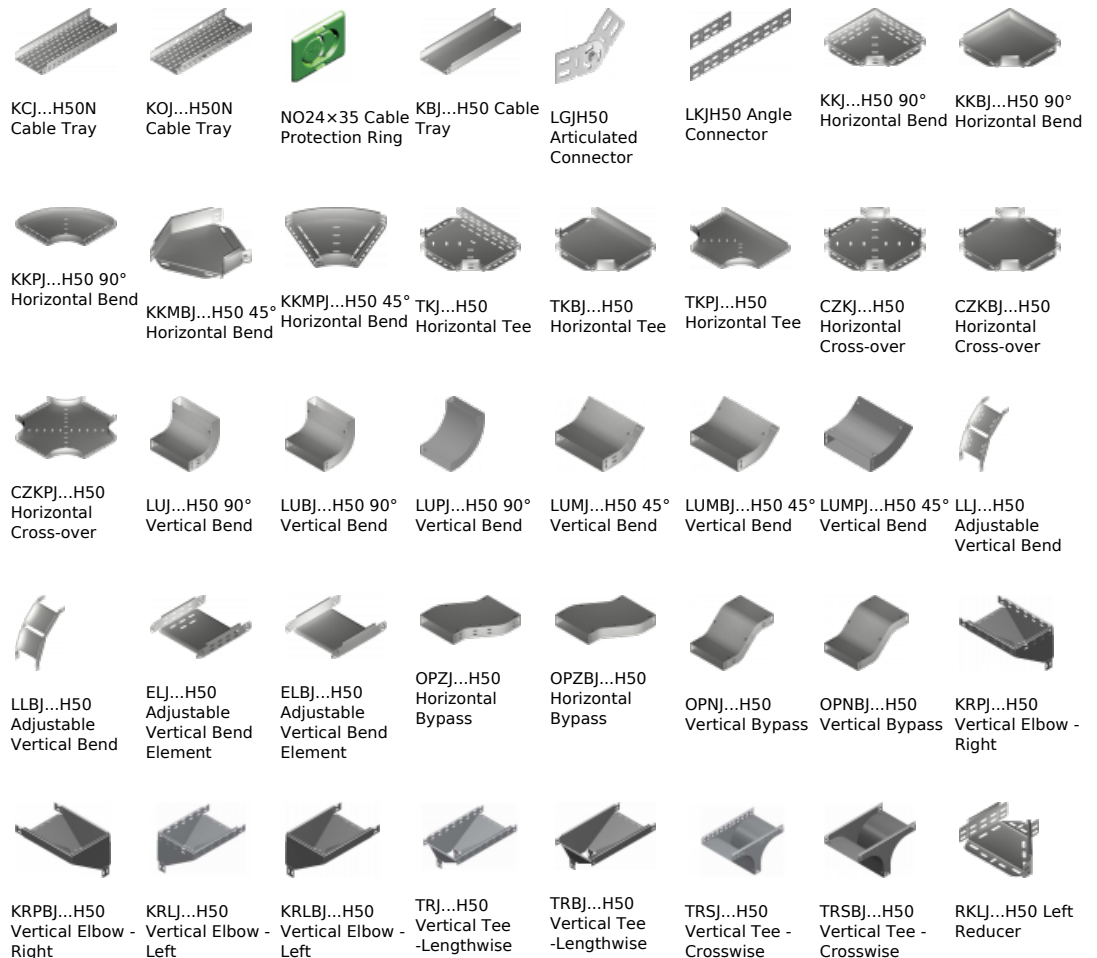 KCJ...H50N
Cable Tray
KOJ...H50N
Cable Tray
NO24×35 Cable
Protection Ring
KBJ...H50 Cable
Tray
LGJH50
Articulated
Connector
LKJH50 Angle
Connector
KKJ...H50 90°
Horizontal Bend
KKBJ...H50 90°
Horizontal Bend
KKPJ...H50 90°
Horizontal Bend
KKMBJ...H50 45°
Horizontal Bend
KKMPJ...H50 45°
Horizontal Bend
TKJ...H50
Horizontal Tee
TKBJ...H50
Horizontal Tee
TKPJ...H50
Horizontal Tee
CZKJ...H50
Horizontal
Cross-over
CZKBJ...H50
Horizontal
Cross-over
CZKPJ...H50
Horizontal
Cross-over
LUJ...H50 90°
Vertical Bend
LUBJ...H50 90°
Vertical Bend
LUPJ...H50 90°
Vertical Bend
LUMJ...H50 45°
Vertical Bend
LUMBJ...H50 45°
Vertical Bend
LUMPJ...H50 45°
Vertical Bend
LLJ...H50
Adjustable
Vertical Bend
LLBJ...H50
Adjustable
Vertical Bend
ELJ...H50
Adjustable
Vertical Bend
Element
ELBJ...H50
Adjustable
Vertical Bend
Element
OPZJ...H50
Horizontal
Bypass
OPZBJ...H50
Horizontal
Bypass
OPNJ...H50
Vertical Bypass
OPNBJ...H50
Vertical Bypass
KRPJ...H50
Vertical Elbow -
Right
KRPBJ...H50
Vertical Elbow -
Right
KRLJ...H50
Vertical Elbow -
Left
KRLBJ...H50
Vertical Elbow -
Left
TRJ...H50
Vertical Tee
-Lengthwise
TRBJ...H50
Vertical Tee
-Lengthwise
TRSJ...H50
Vertical Tee -
Crosswise
TRSBJ...H50
Vertical Tee -
Crosswise
RKLJ...H50 Left
Reducer